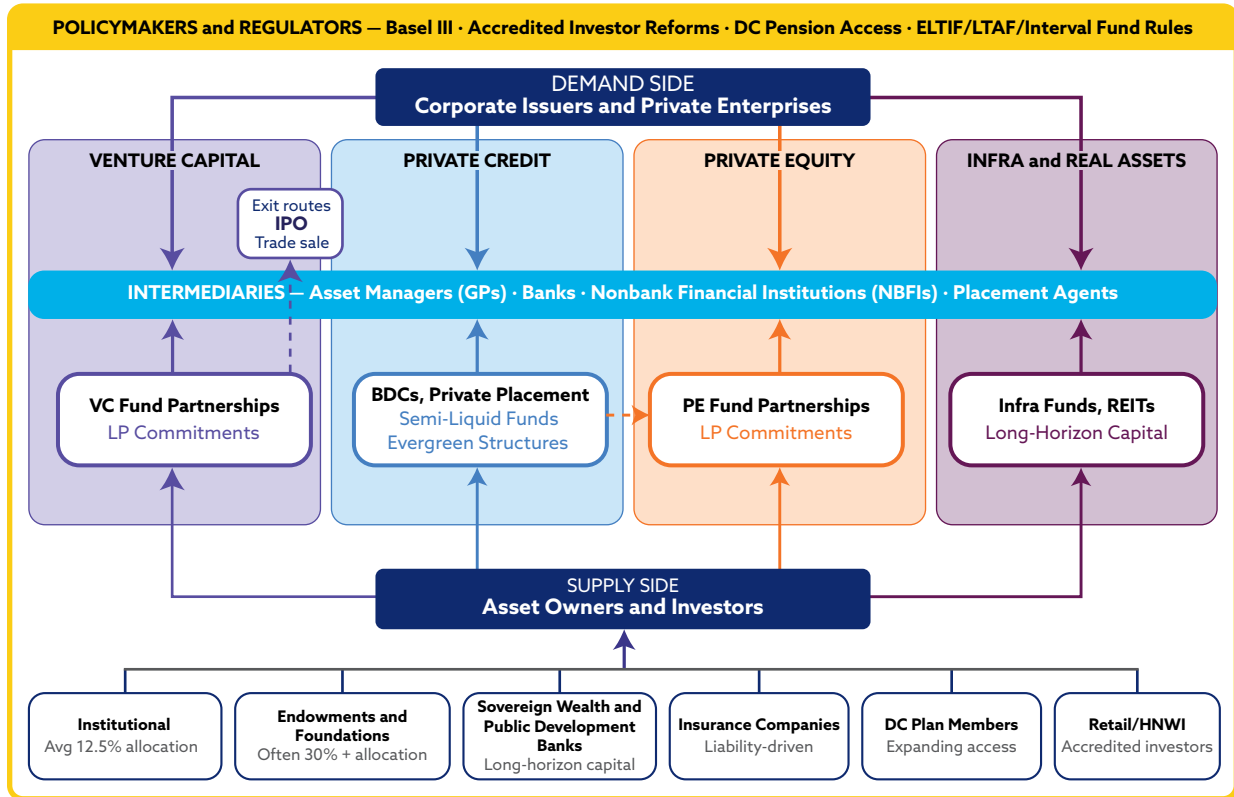 POLICYMAKERS and REGULATORS — Basel III · Accredited Investor Reforms · DC Pension Access · ELTIF/LTAF/Interval Fund Rules
DEMAND SIDE
Corporate Issuers and Private Enterprises
VENTURE CAPITAL
PRIVATE CREDIT
PRIVATE EQUITY
INFRA and REAL ASSETS
Exit routes
IPO
Trade sale
INTERMEDIARIES — Asset Managers (GPs) · Banks · Nonbank Financial Institutions (NBFIs) · Placement Agents
VC Fund Partnerships
LP Commitments
BDCs, Private Placement
Semi-Liquid Funds
Evergreen Structures
PE Fund Partnerships
LP Commitments
Infra Funds, REITs
Long-Horizon Capital
SUPPLY SIDE
Asset Owners and Investors
Institutional
Avg 12.5% allocation
Endowments and
Foundations
Often 30% + allocation
Sovereign Wealth and
Public Development
Banks
Long-horizon capital
Insurance Companies
Liability-driven
DC Plan Members
Expanding access
Retail/HNWI
Accredited investors